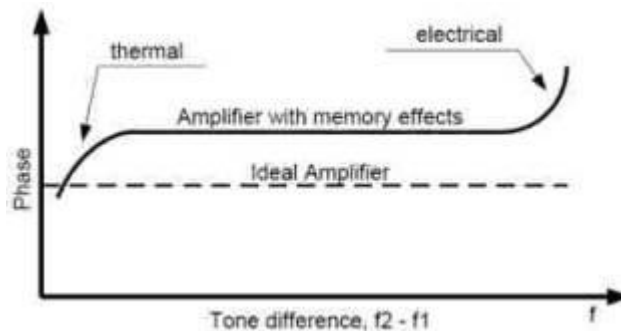 thermal
electrical
Amplifier with memory effects
Ideal Amplifier
Phase
f
Tone difference, f2 - f1